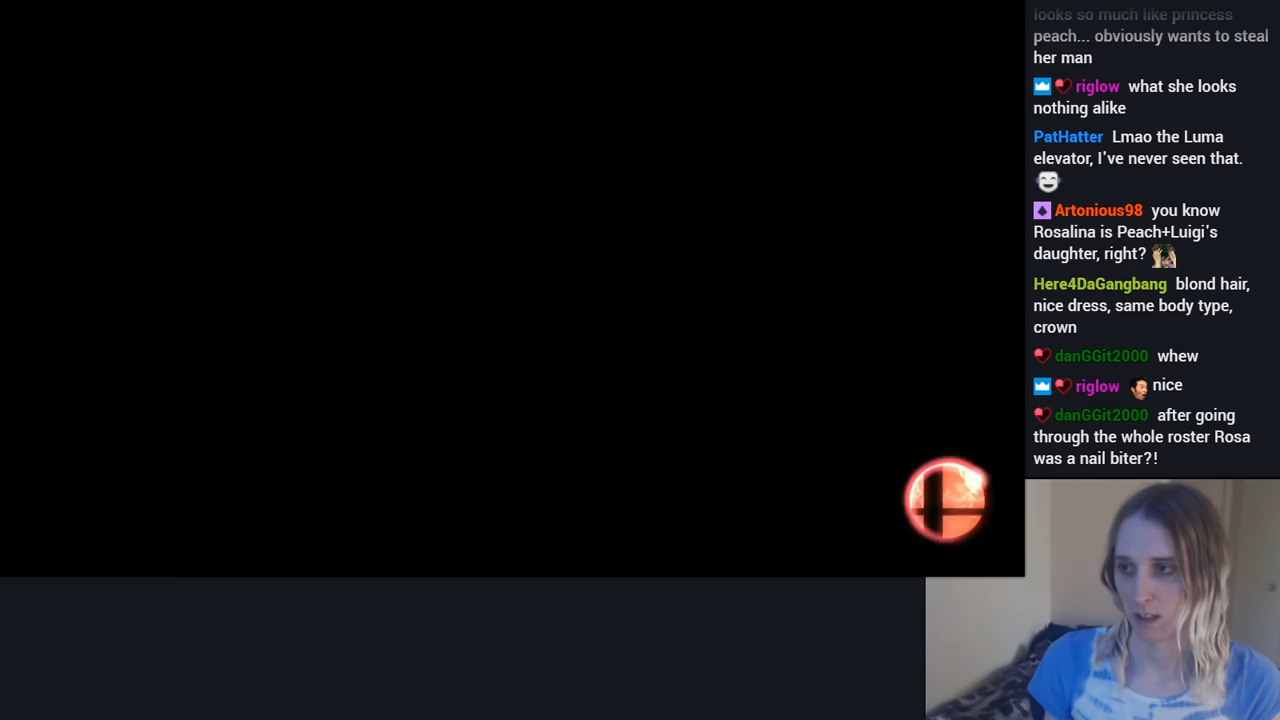 looks so much like princess
peach... obviously wants to steal
her man
riglow what she looks
nothing alike
PatHatter Lmao the Luma
elevator, I've never seen that.
Artonious98 you know
Rosalina is Peach+Luigi's
daughter, right?
Here4DaGangbang blond hair,
nice dress, same body type,
crown
danGGit2000 whew
riglow nice
danGGit2000 after going
through the whole roster Rosa
was a nail biter?!